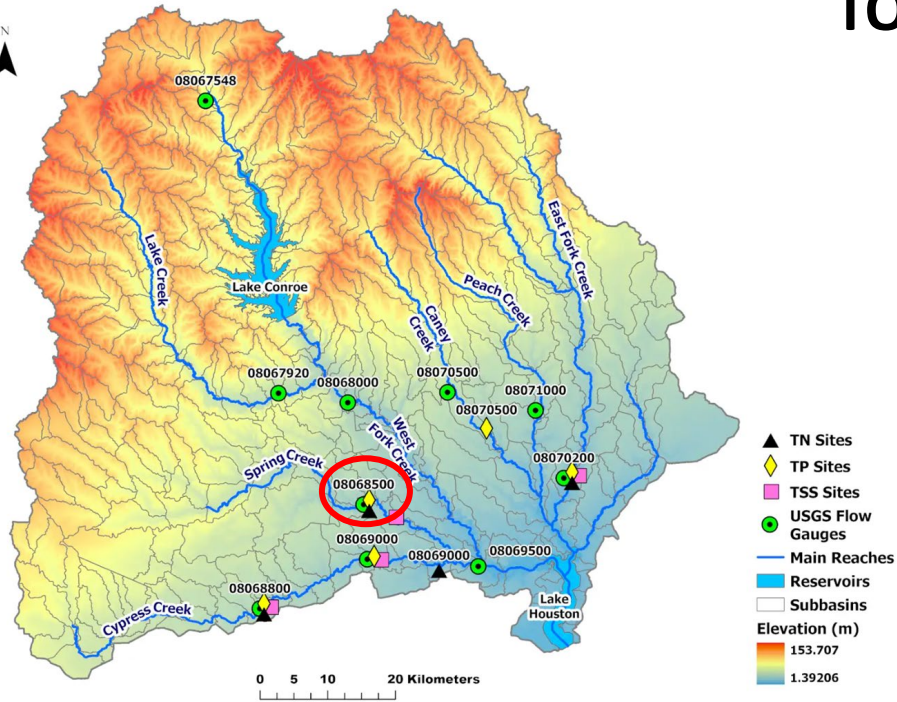 TO
N
08067548
Lake Creek
Lake Conroe
East Fork Creek
Peach Creek
Caney
Creek
08067920
08068000
08070500
08071000
08070500
West
Fork Creek
Spring Creek
08068500
08070200
08069000
08069000
08069500
08068800
Cypress Creek
Lake
Houston
0 5 10 20 Kilometers
TN Sites
TP Sites
TSS Sites
USGS Flow
Gauges
Main Reaches
Reservoirs
Subbasins
Elevation (m)
153.707
1.39206